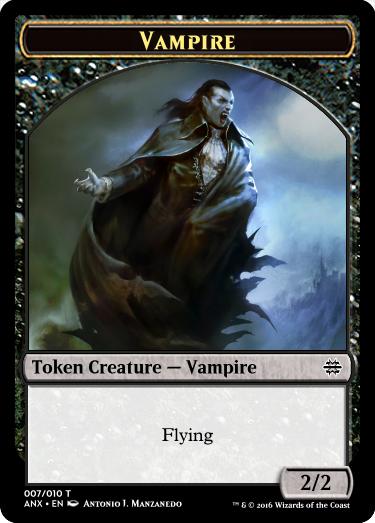 Vampire
Token Creature — Vampire
Flying
2/2
007/010 T
ANX • EN Antonio J. Manzanedo
™ & © 2016 Wizards of the Coast